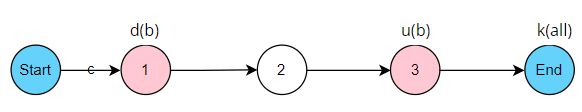 d(b) u(b) k(all)
Start c 1 2 3 End